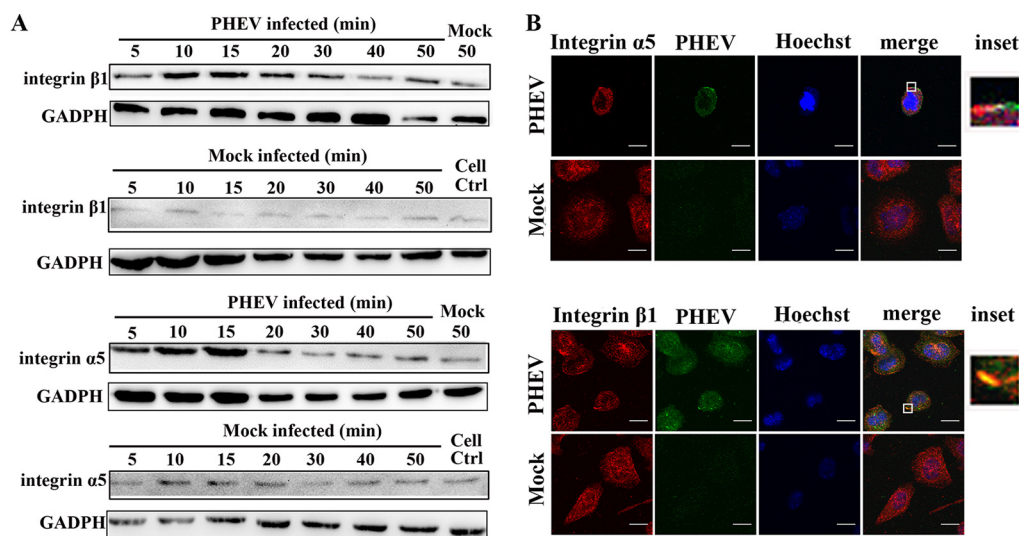 A
PHEV infected (min) Mock
5 10 15 20 30 40 50 50
integrin β1
GADPH
Mock infected (min) Cell
Ctrl
5 10 15 20 30 40 50
integrin β1
GADPH
PHEV infected (min) Mock
5 10 15 20 30 40 50 50
integrin α5
GADPH
Mock infected (min) Cell
Ctrl
5 10 15 20 30 40 50
integrin α5
GADPH
B
Integrin α5 PHEV Hoechst merge inset
PHEV
Mock
Integrin β1 PHEV Hoechst merge inset
PHEV
Mock